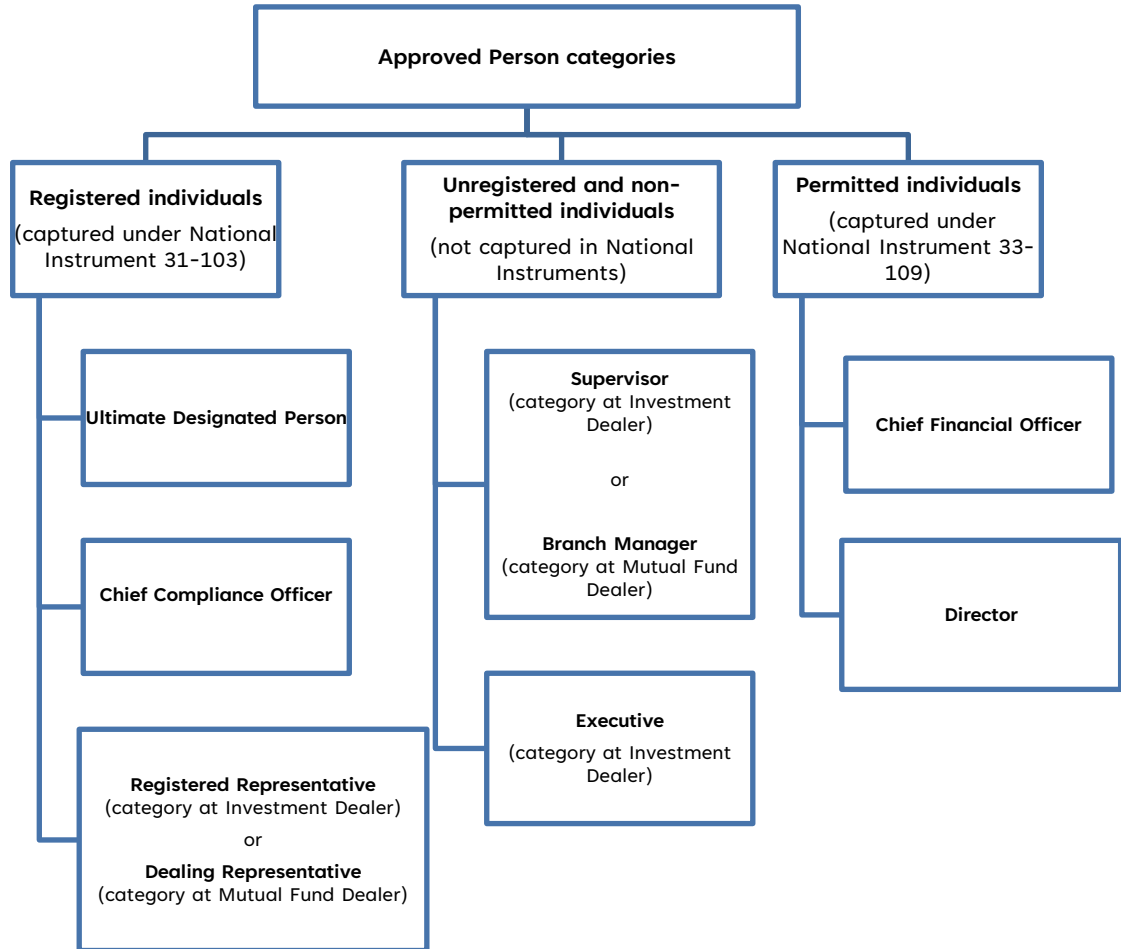 Approved Person categories
Registered individuals
(captured under National
Instrument 31-103)
Ultimate Designated Person
Chief Compliance Officer
Registered Representative
(category at Investment Dealer)
or
Dealing Representative
(category at Mutual Fund Dealer)
Unregistered and non-
permitted individuals
(not captured in National
Instruments)
Supervisor
(category at Investment
Dealer)
or
Branch Manager
(category at Mutual Fund
Dealer)
Executive
(category at Investment
Dealer)
Permitted individuals
(captured under
National Instrument 33-
109)
Chief Financial Officer
Director